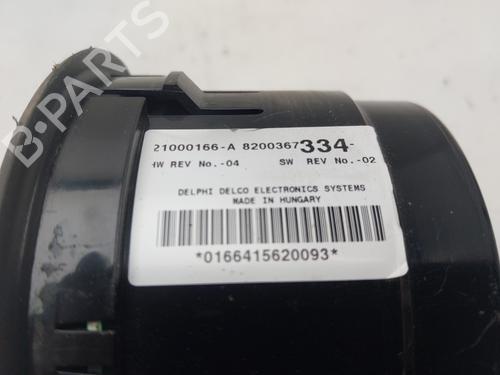 B-PARTS
21000166-A 8200367334-
HW REV No.-04 SW REV No.-02
DELPHI DELCO ELECTRONICS SYSTEMS
MADE IN HUNGARY
*0166415620093*